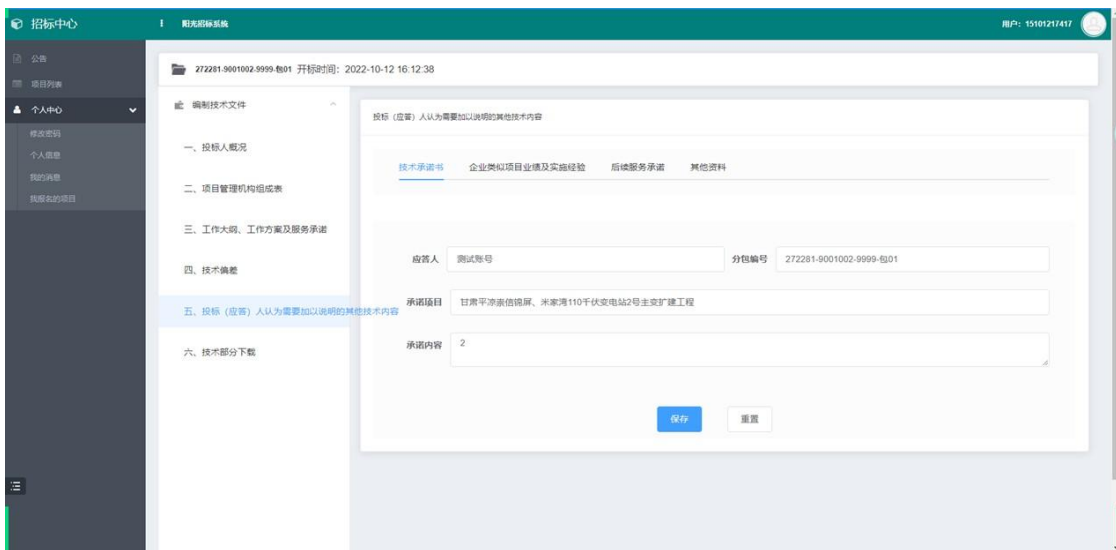 招标中心
阳光招标系统
用户：15101217417
公告
项目列表
个人中心
修改密码
个人信息
我的消息
我报名的项目
272281-9001002-9999-包01 开标时间：2022-10-12 16:12:38
编制技术文件
一、投标人概况
二、项目管理机构组成表
三、工作大纲、工作方案及服务承诺
四、技术偏差
五、投标（应答）人认为需要加以说明的其他技术内容
六、技术部分下载
投标（应答）人认为需要加以说明的其他技术内容
技术承诺书 企业类似项目业绩及实施经验 后续服务承诺 其他资料
应答人 测试账号 分包编号 272281-9001002-9999-包01
承诺项目 甘肃平凉崇信锦屏、米家湾110千伏变电站2号主变扩建工程
承诺内容 2
保存 重置